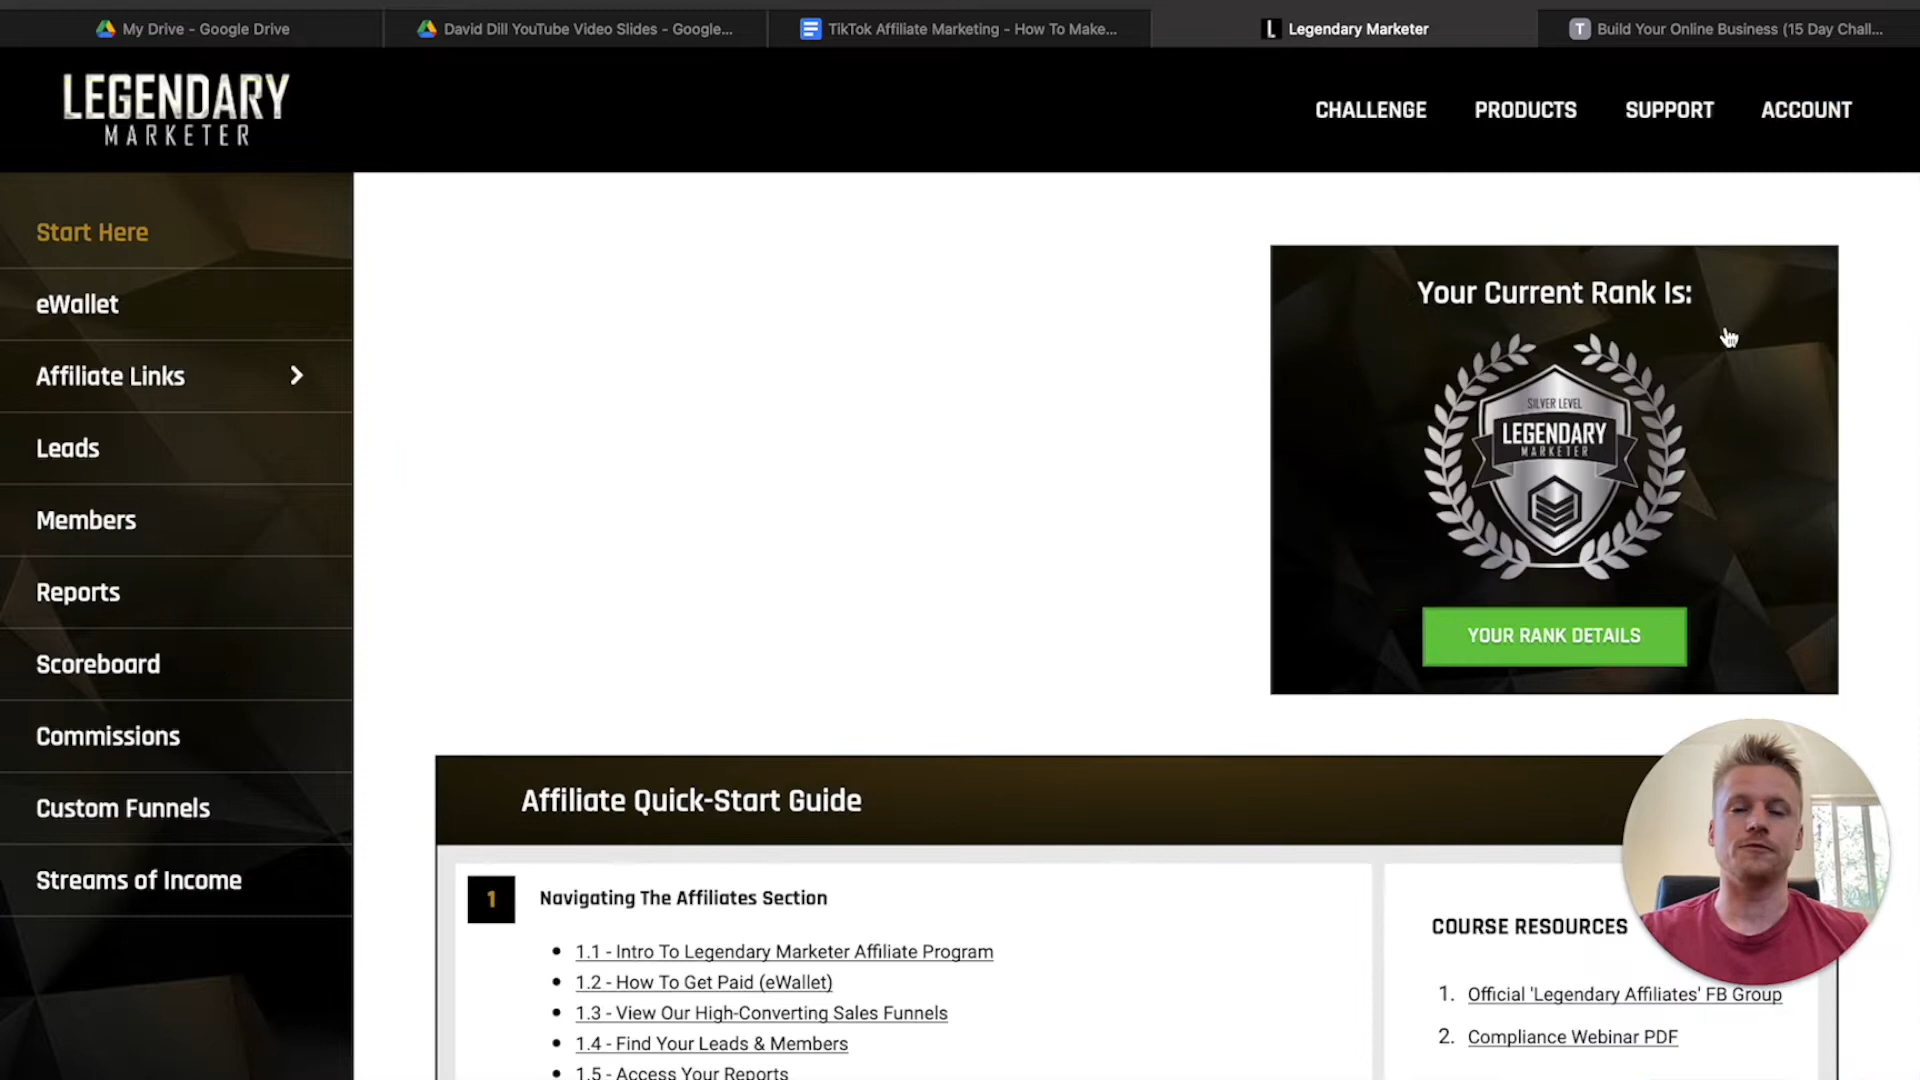 My Drive - Google Drive
David Dill YouTube Video Slides - Google...
TikTok Affiliate Marketing - How To Make...
L Legendary Marketer
T Build Your Online Business (15 Day Chall...
LEGENDARY
MARKETER
CHALLENGE PRODUCTS SUPPORT ACCOUNT
Start Here
eWallet
Affiliate Links
Leads
Members
Reports
Scoreboard
Commissions
Custom Funnels
Streams of Income
Your Current Rank Is:
SILVER LEVEL
LEGENDARY
MARKETER
YOUR RANK DETAILS
Affiliate Quick-Start Guide
1 Navigating The Affiliates Section
• 1.1 - Intro To Legendary Marketer Affiliate Program
• 1.2 - How To Get Paid (eWallet)
• 1.3 - View Our High-Converting Sales Funnels
• 1.4 - Find Your Leads & Members
• 1.5 - Access Your Reports
COURSE RESOURCES
1. Official 'Legendary Affiliates' FB Group
2. Compliance Webinar PDF